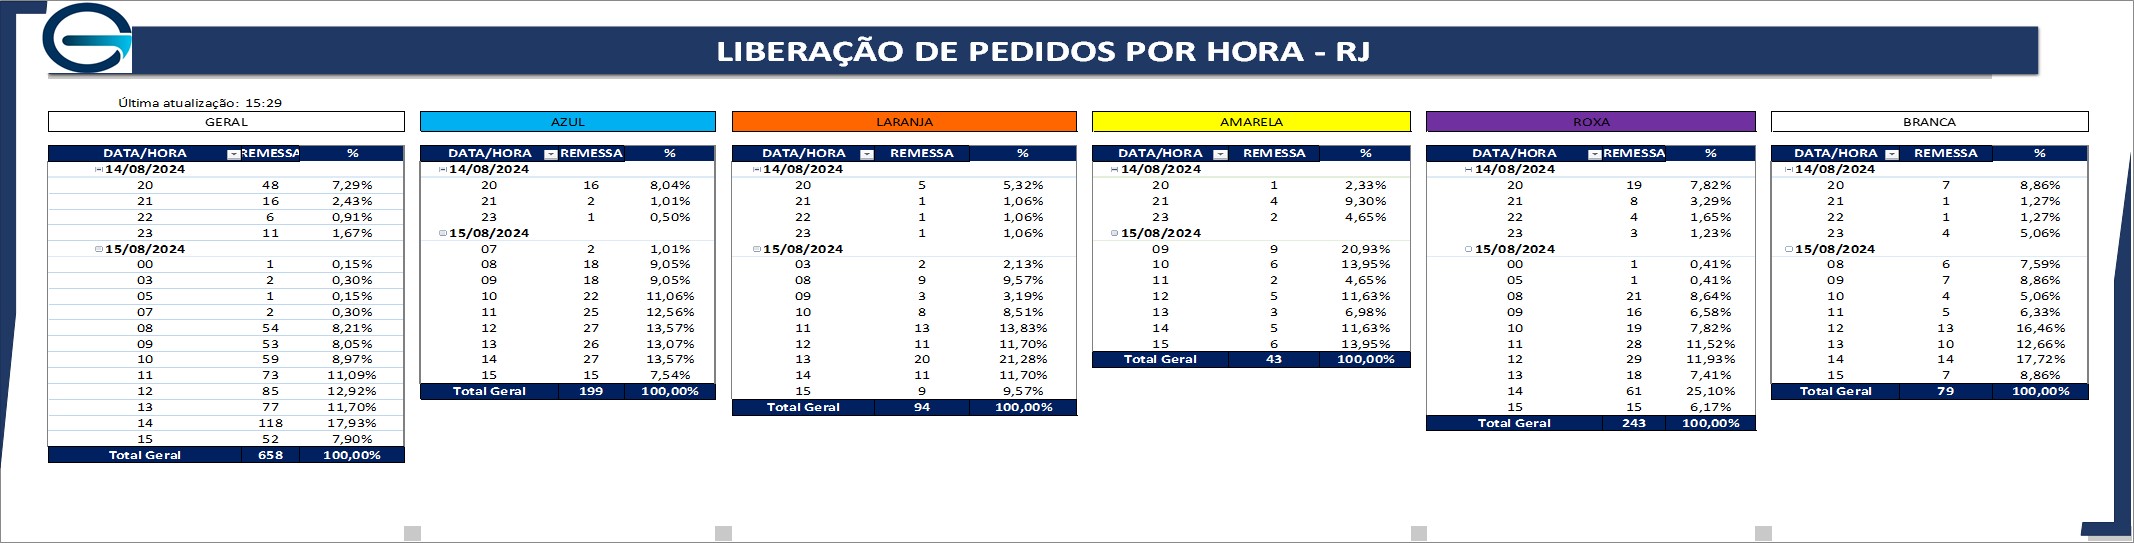 LIBERAÇÃO DE PEDIDOS POR HORA - RJ
Última atualização: 15:29
GERAL
DATA/HORA REMESSA %
14/08/2024
20 48 7,29%
21 16 2,43%
22 6 0,91%
23 11 1,67%
15/08/2024
00 1 0,15%
03 2 0,30%
05 1 0,15%
07 2 0,30%
08 54 8,21%
09 53 8,05%
10 59 8,97%
11 73 11,09%
12 85 12,92%
13 77 11,70%
14 118 17,93%
15 52 7,90%
Total Geral 658 100,00%
AZUL
DATA/HORA REMESSA %
14/08/2024
20 16 8,04%
21 2 1,01%
23 1 0,50%
15/08/2024
07 2 1,01%
08 18 9,05%
09 18 9,05%
10 22 11,06%
11 25 12,56%
12 27 13,57%
13 26 13,07%
14 27 13,57%
15 15 7,54%
Total Geral 199 100,00%
LARANJA
DATA/HORA REMESSA %
14/08/2024
20 5 5,32%
21 1 1,06%
22 1 1,06%
23 1 1,06%
15/08/2024
03 2 2,13%
08 9 9,57%
09 3 3,19%
10 8 8,51%
11 13 13,83%
12 11 11,70%
13 20 21,28%
14 11 11,70%
15 9 9,57%
Total Geral 94 100,00%
AMARELA
DATA/HORA REMESSA %
14/08/2024
20 1 2,33%
21 4 9,30%
23 2 4,65%
15/08/2024
09 9 20,93%
10 6 13,95%
11 2 4,65%
12 5 11,63%
13 3 6,98%
14 5 11,63%
15 6 13,95%
Total Geral 43 100,00%
ROXA
DATA/HORA REMESSA %
14/08/2024
20 19 7,82%
21 8 3,29%
22 4 1,65%
23 3 1,23%
15/08/2024
00 1 0,41%
05 1 0,41%
08 21 8,64%
09 16 6,58%
10 19 7,82%
11 28 11,52%
12 29 11,93%
13 18 7,41%
14 61 25,10%
15 15 6,17%
Total Geral 243 100,00%
BRANCA
DATA/HORA REMESSA %
14/08/2024
20 7 8,86%
21 1 1,27%
22 1 1,27%
23 4 5,06%
15/08/2024
08 6 7,59%
09 7 8,86%
10 4 5,06%
11 5 6,33%
12 13 16,46%
13 10 12,66%
14 14 17,72%
15 7 8,86%
Total Geral 79 100,00%